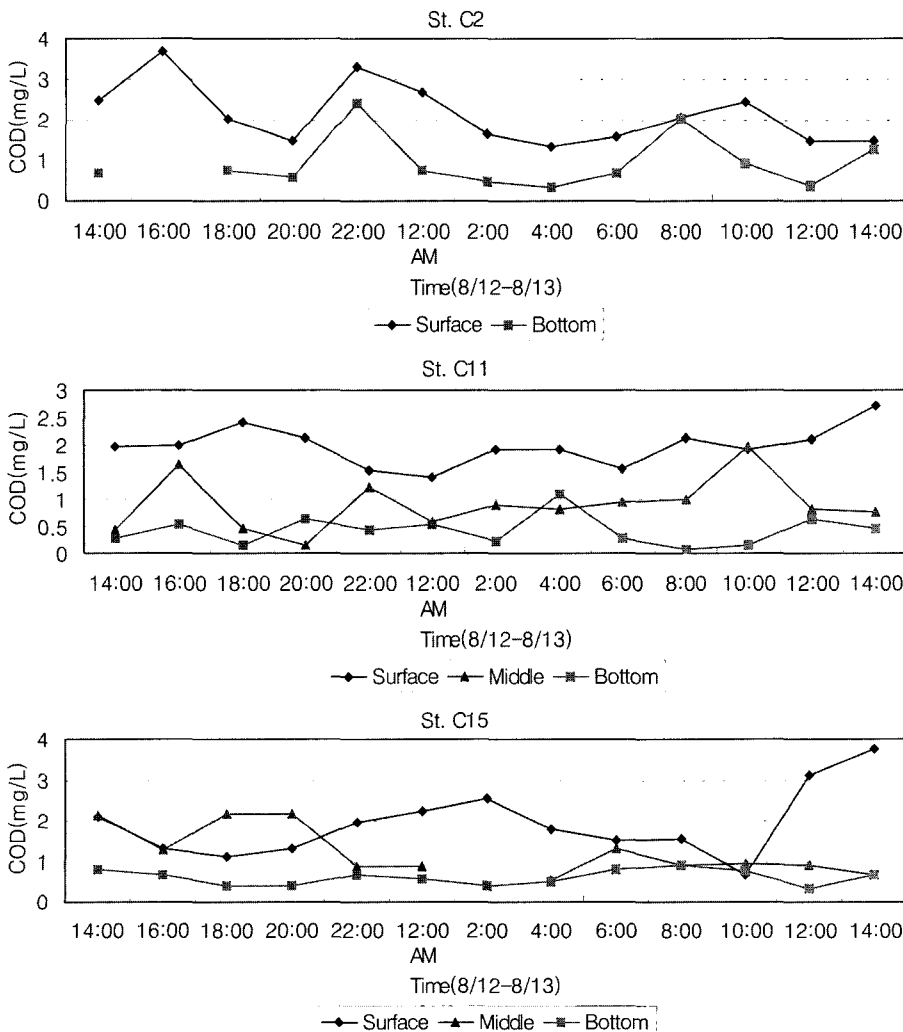 St. C2
4
3
2
1
0
COD(mg/L)
14:00 16:00 18:00 20:00 22:00 12:00 2:00 4:00 6:00 8:00 10:00 12:00 14:00
AM
Time(8/12-8/13)
Surface Bottom
St. C11
3
2.5
2
1.5
1
0.5
0
COD(mg/L)
14:00 16:00 18:00 20:00 22:00 12:00 2:00 4:00 6:00 8:00 10:00 12:00 14:00
AM
Time(8/12-8/13)
Surface Middle Bottom
St. C15
4
3
2
1
0
COD(mg/L)
14:00 16:00 18:00 20:00 22:00 12:00 2:00 4:00 6:00 8:00 10:00 12:00 14:00
AM
Time(8/12-8/13)
Surface Middle Bottom